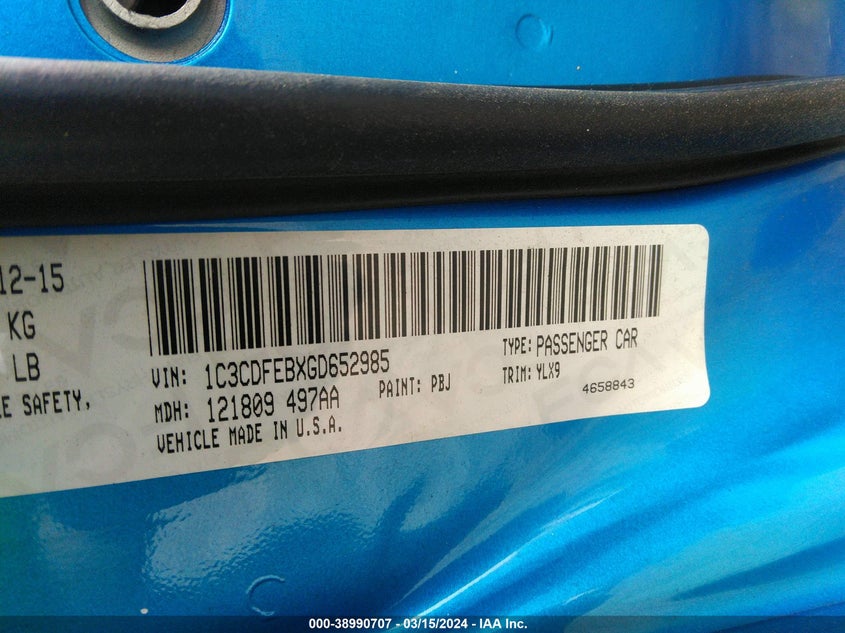 12-15
KG
LB
SAFETY,
VIN: 1C3CDFEBXGD652985
TYPE: PASSENGER CAR
MDH: 121809 497AA
PAINT: PBJ
TRIM: YLX9
VEHICLE MADE IN U.S.A.
4658843
000-38990707 - 03/15/2024 - IAA Inc.